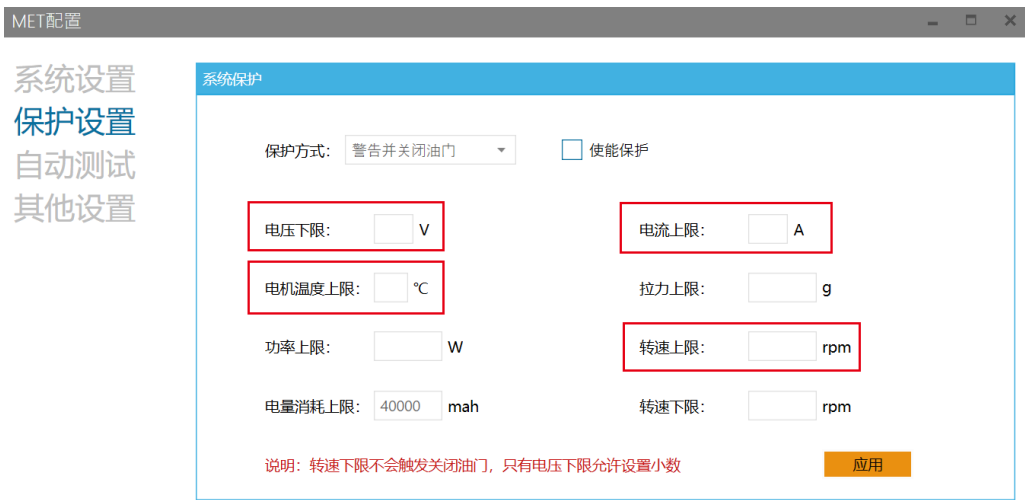 MET配置
系统设置
保护设置
自动测试
其他设置
系统保护
保护方式： 警告并关闭油门 使能保护
电压下限： V 电流上限： A
电机温度上限： ℃ 拉力上限： g
功率上限： W 转速上限： rpm
电量消耗上限： 40000 mah 转速下限： rpm
说明：转速下限不会触发关闭油门，只有电压下限允许设置小数 应用